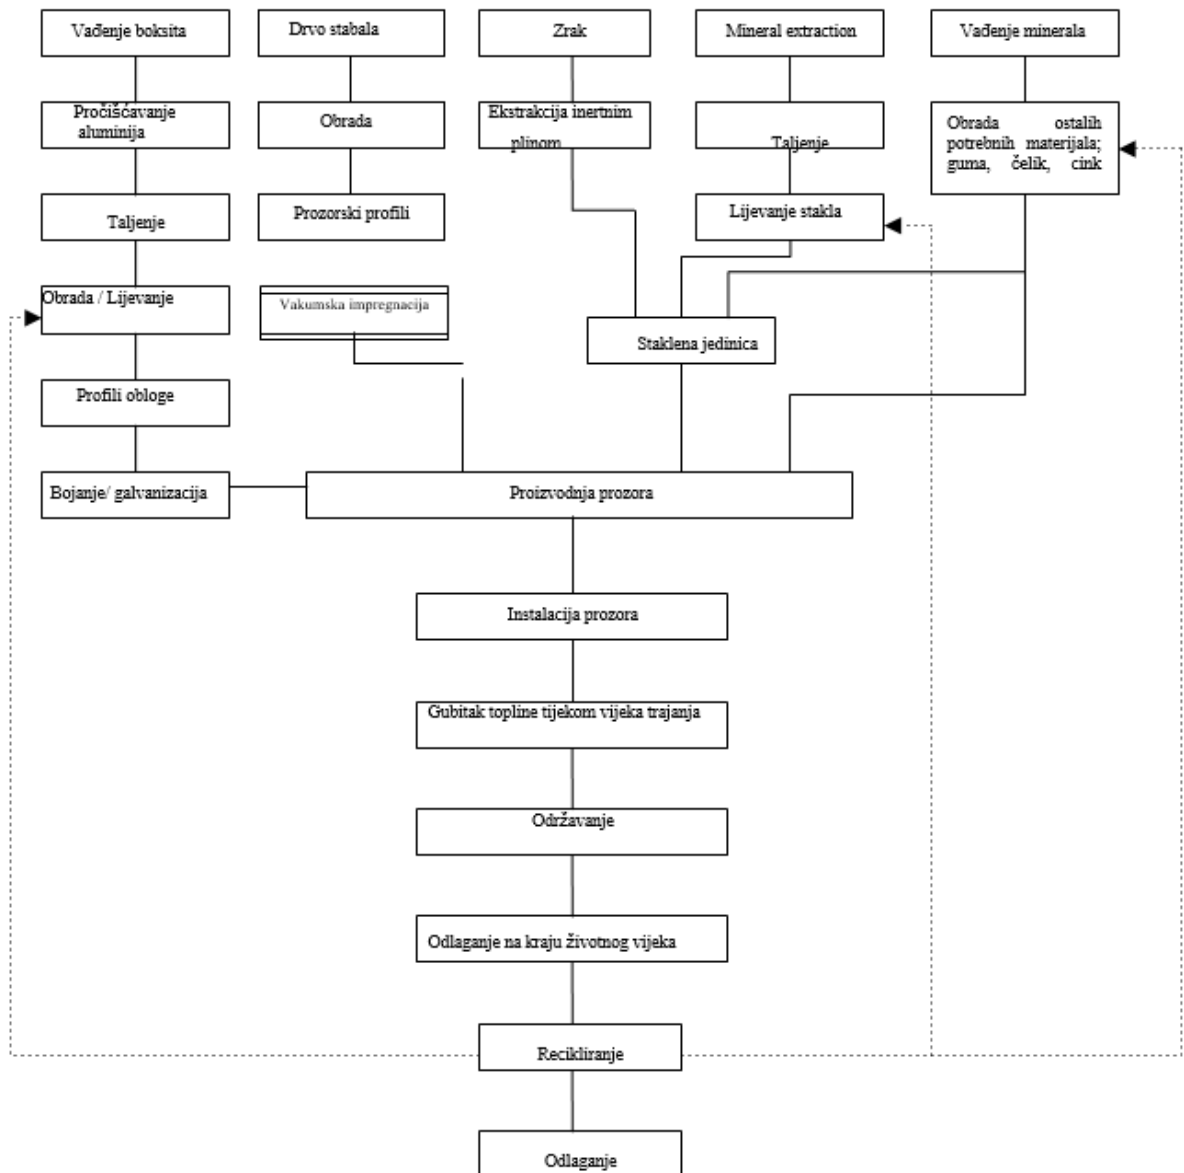 Vađenje boksita
Drvo stabala
Zrak
Mineral extraction
Vađenje minerala
Pročišćavanje
aluminija
Obrada
Ekstrakcija inertnim
plinom
Taljenje
Obrada ostalih
potrebnih materijala;
guma, čelik, cink
Taljenje
Prozorski profili
Lijevanje stakla
Obrada / Lijevanje
Vakumska impregnacija
Staklena jedinica
Profili obloge
Bojanje/ galvanizacija
Proizvodnja prozora
Instalacija prozora
Gubitak topline tijekom vijeka trajanja
Održavanje
Odlaganje na kraju životnog vijeka
Recikliranje
Odlaganje